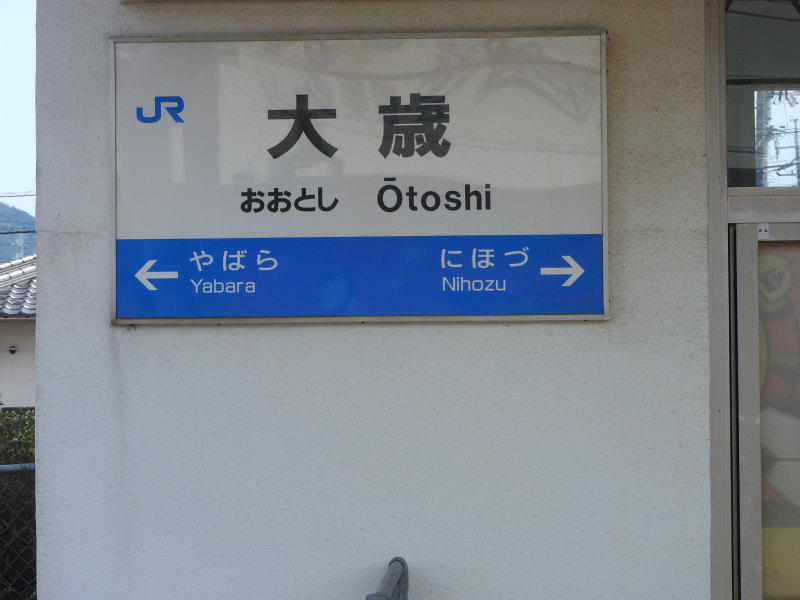 JR
大歳
おおとし Ōtoshi
← やばら にほづ →
Yabara Nihozu